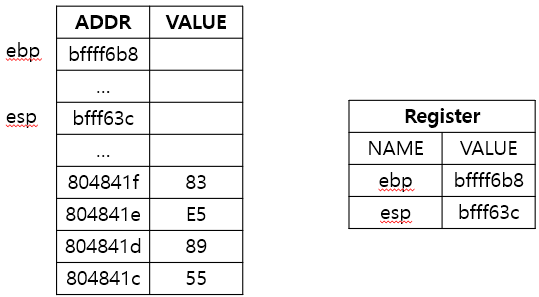 ADDR VALUE
ebp bffff6b8
...
esp bfff63c
...
804841f 83
804841e E5
804841d 89
804841c 55
Register
NAME VALUE
ebp bffff6b8
esp bfff63c